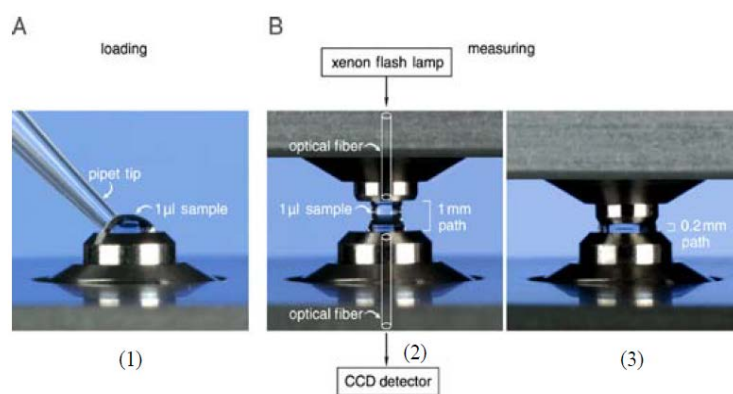 A
loading
pipet tip
1µl sample
(1)
B
measuring
xenon flash lamp
optical fiber
1µl sample
1mm
path
optical fiber
(2)
CCD detector
0.2mm
path
(3)